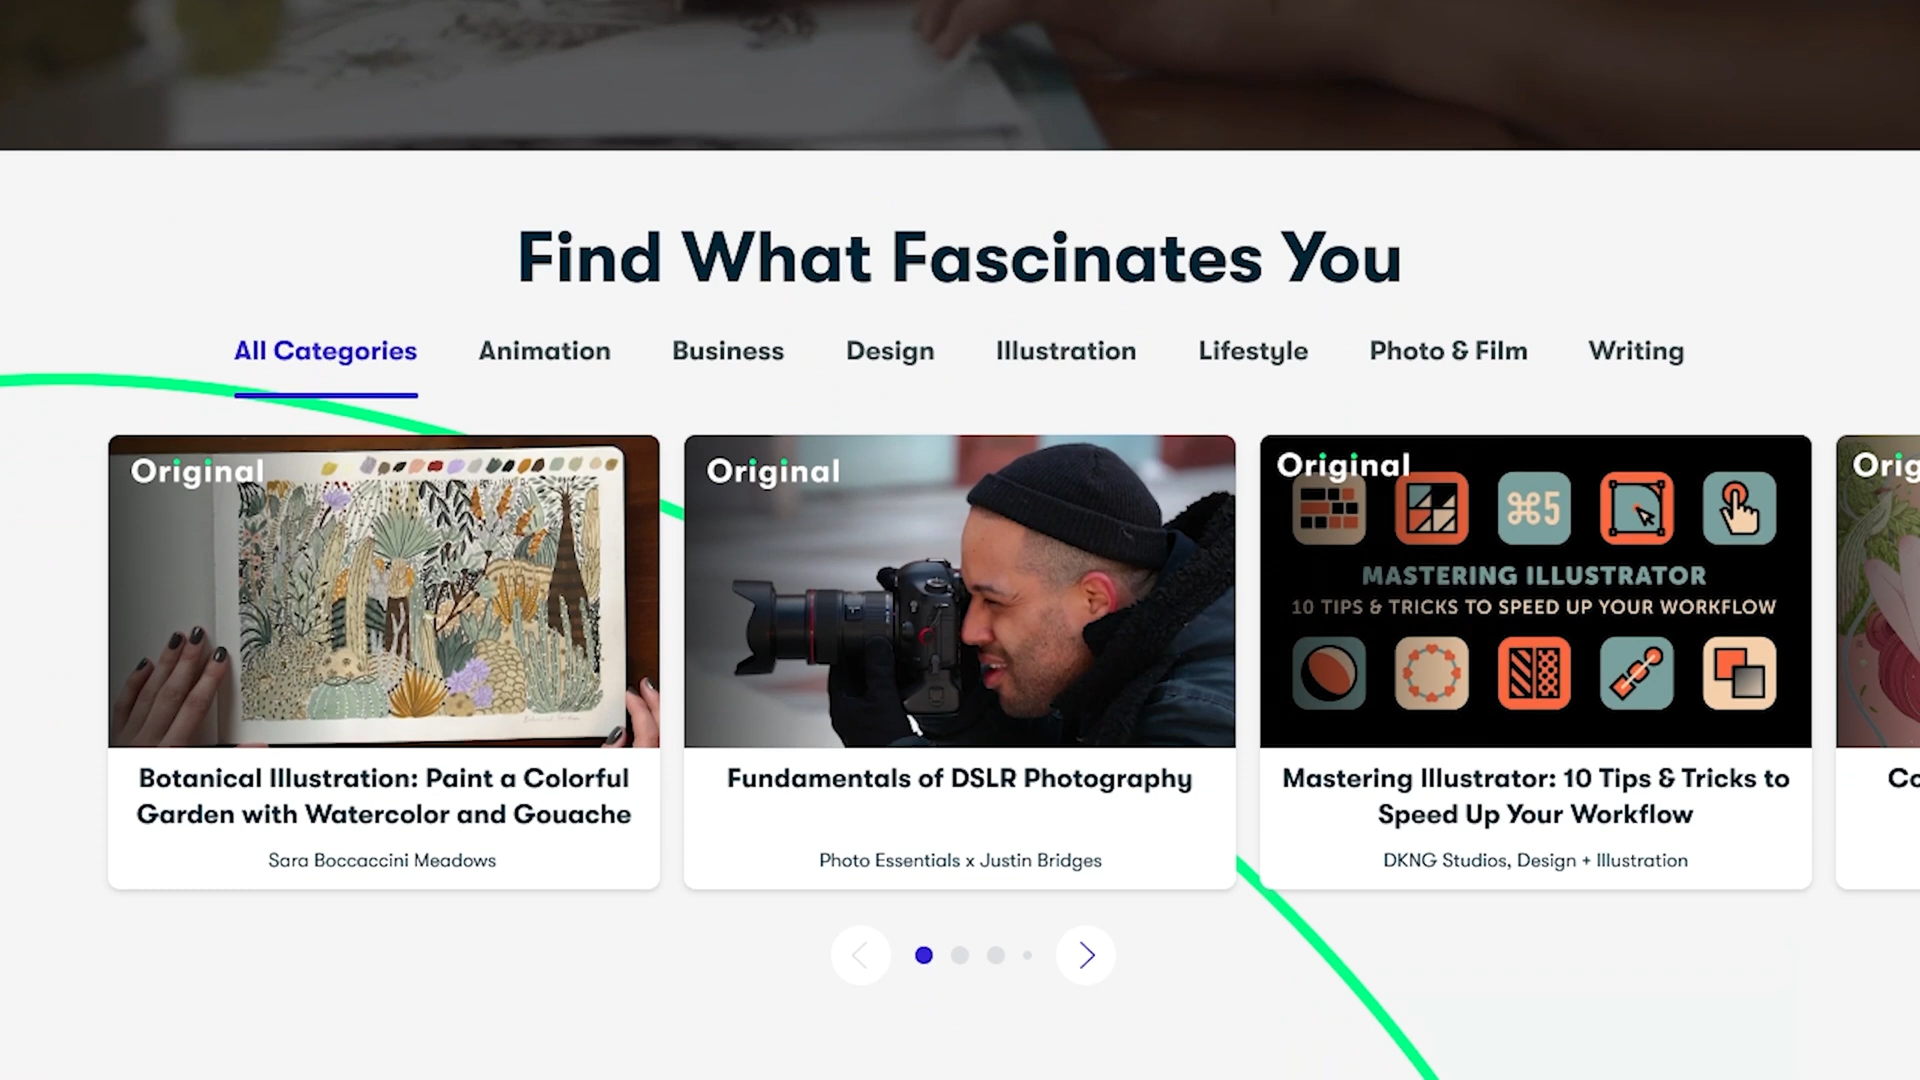 Find What Fascinates You
All Categories
Animation
Business
Design
Illustration
Lifestyle
Photo & Film
Writing
Original
Botanical Illustration: Paint a Colorful
Garden with Watercolor and Gouache
Sara Boccaccini Meadows
Original
Fundamentals of DSLR Photography
Photo Essentials x Justin Bridges
Original
⌘5
MASTERING ILLUSTRATOR
10 TIPS & TRICKS TO SPEED UP YOUR WORKFLOW
Mastering Illustrator: 10 Tips & Tricks to
Speed Up Your Workflow
DKNG Studios, Design + Illustration
Orig
Co